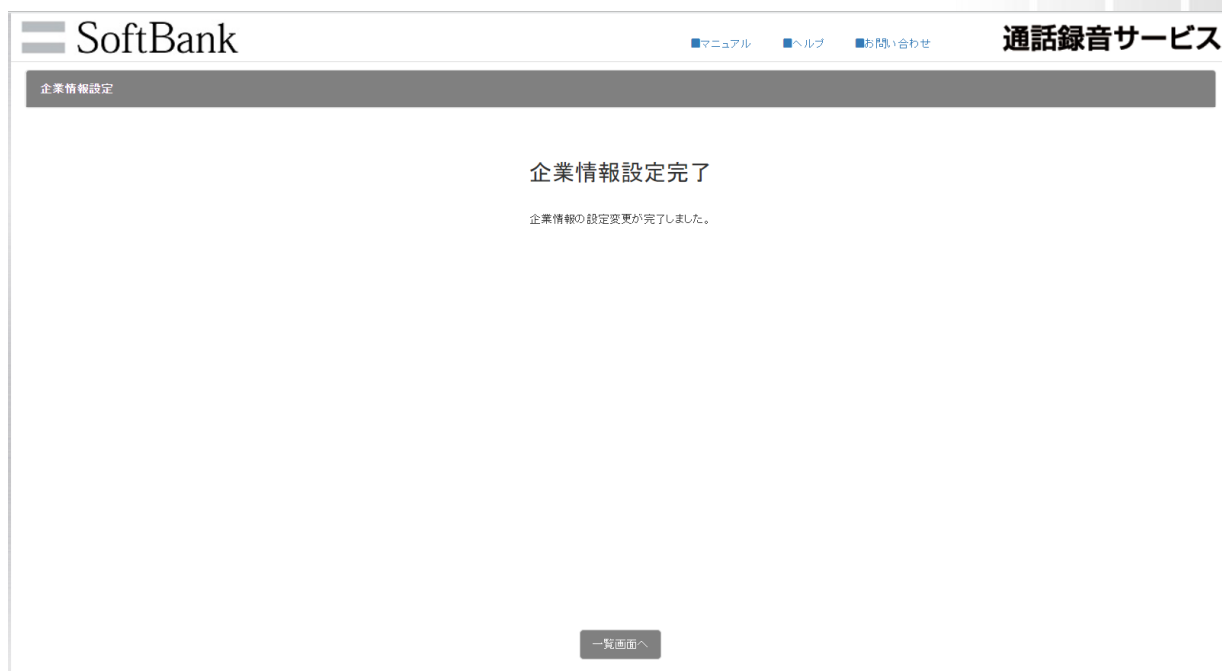 SoftBank
■マニュアル ■ヘルプ ■お問い合わせ 通話録音サービス
企業情報設定
企業情報設定完了
企業情報の設定変更が完了しました。
一覧画面へ